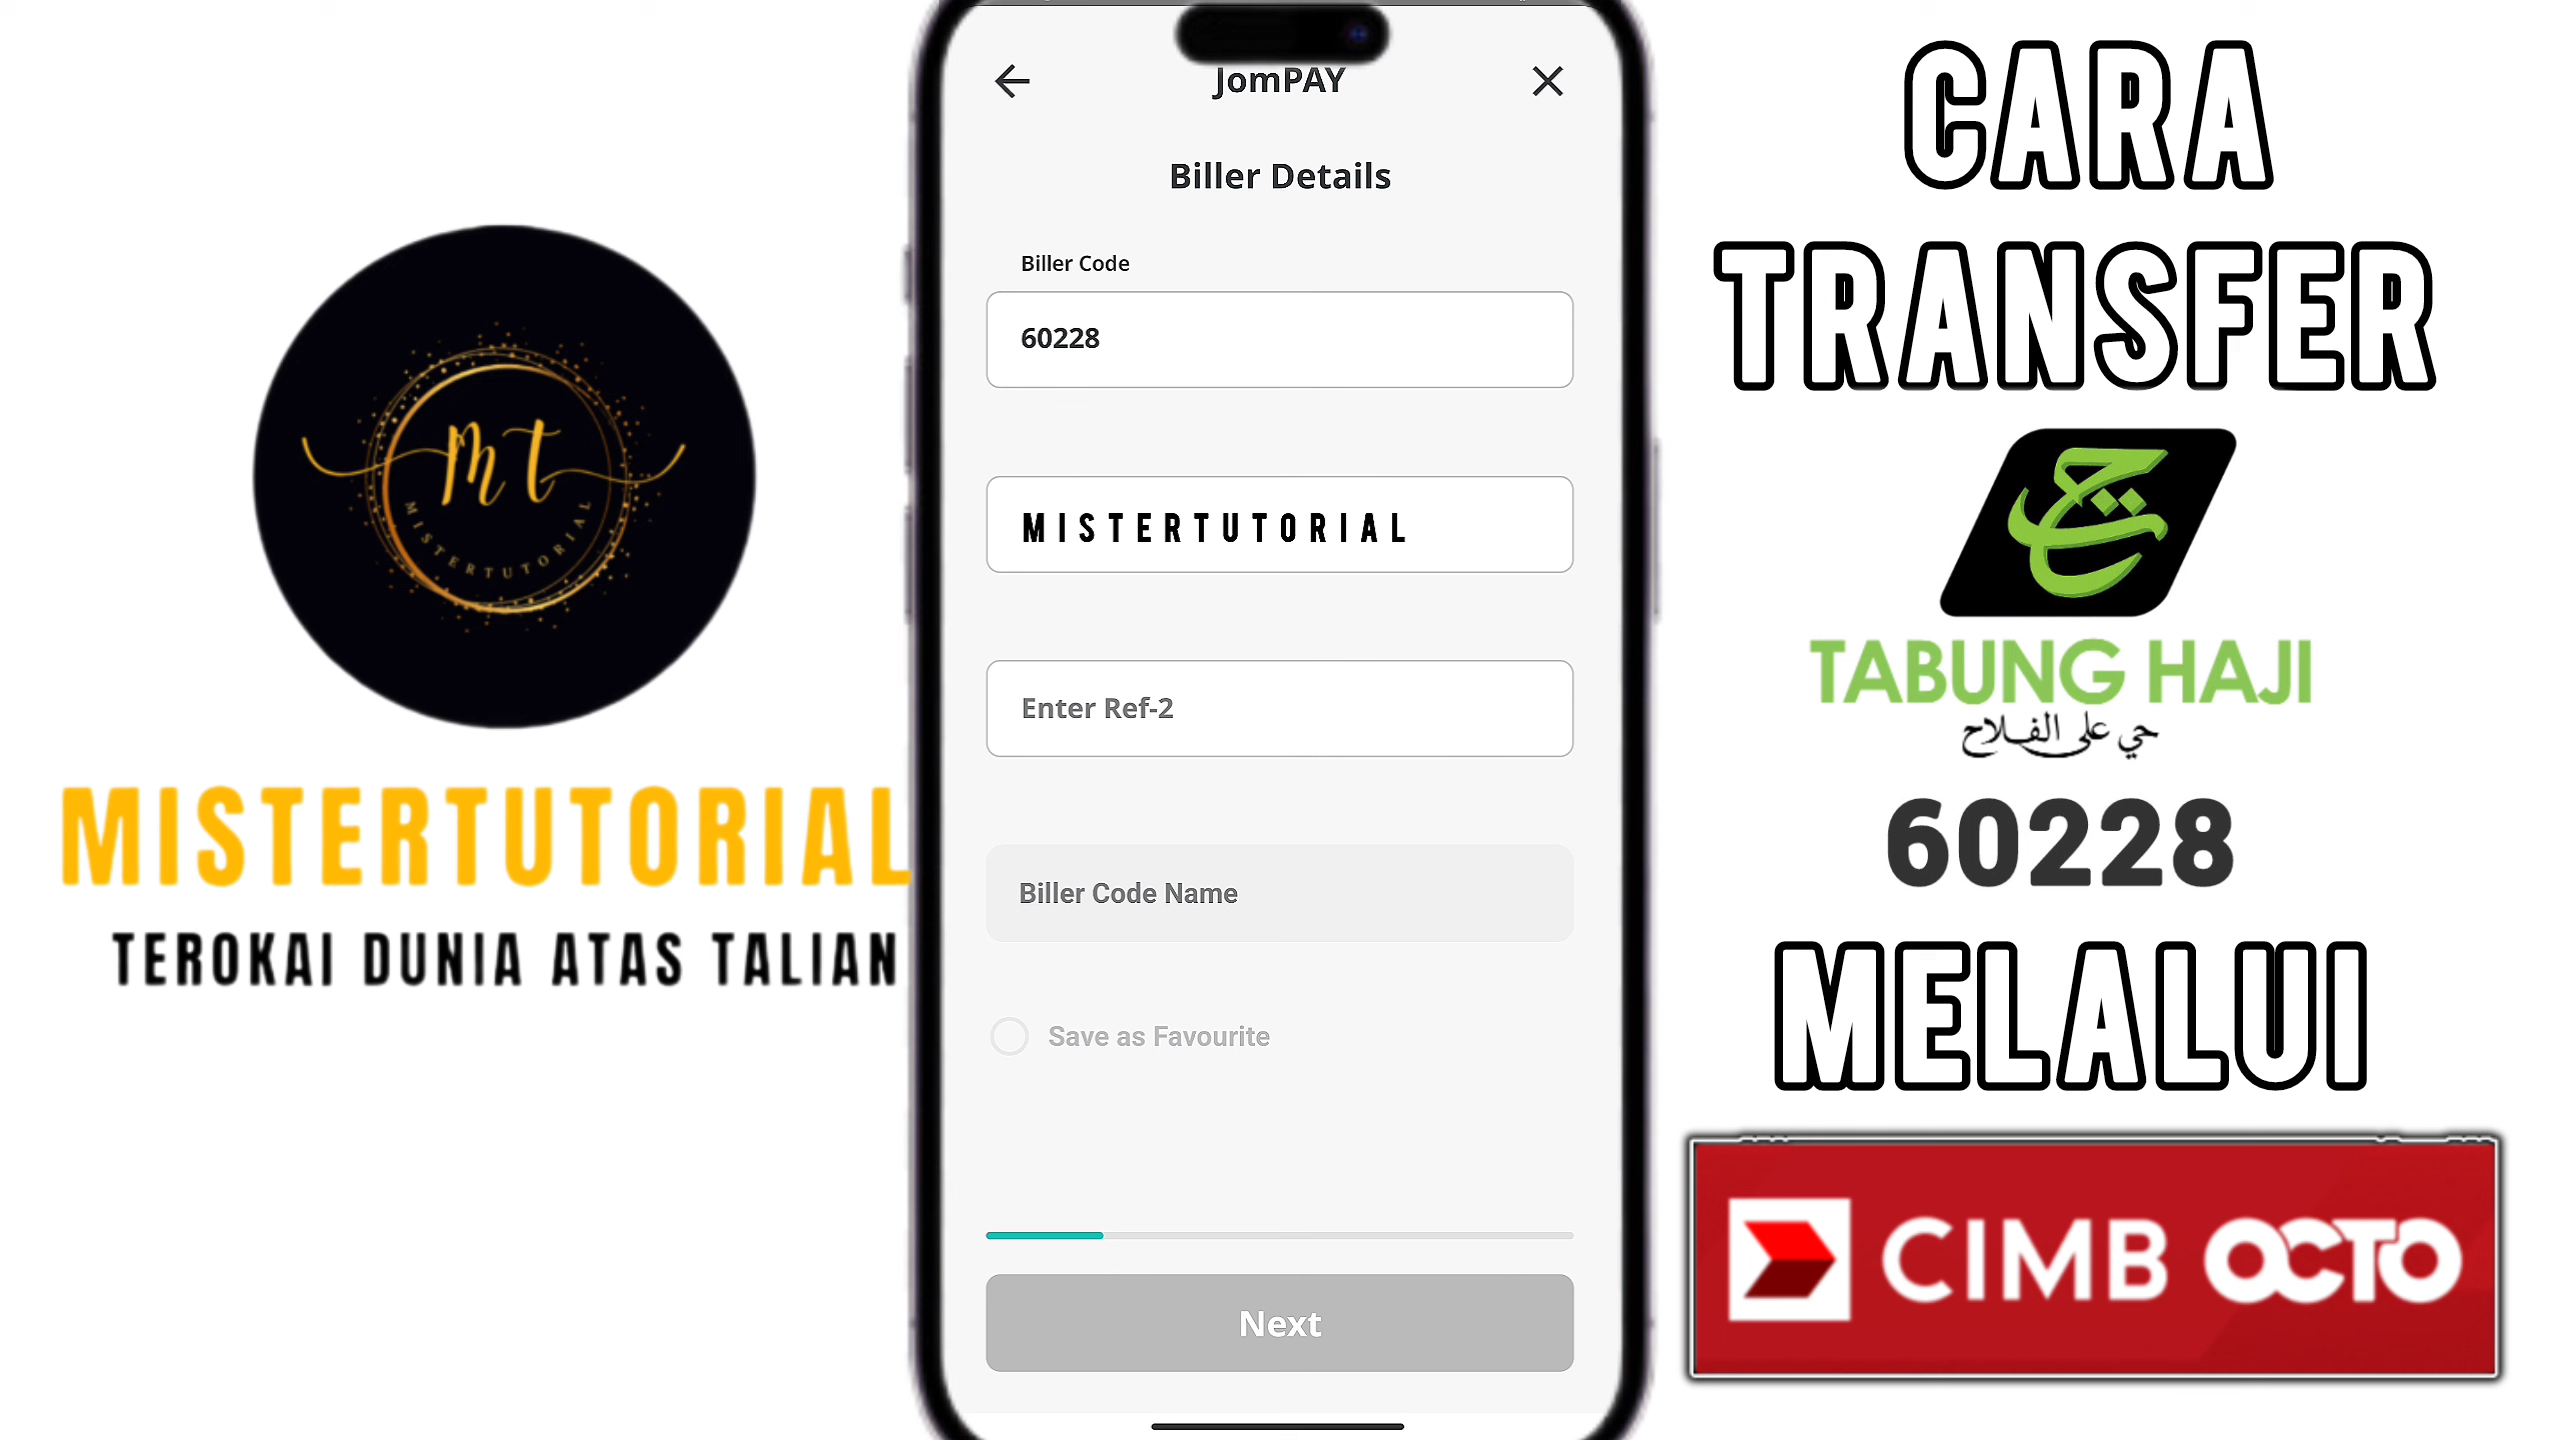 Mt
MISTERTUTORIAL
MISTERTUTORIAL
TEROKAI DUNIA ATAS TALIAN
JomPAY
Biller Details
Biller Code
60228
MISTERTUTORIAL
Enter Ref-2
Biller Code Name
Save as Favourite
Next
CARA
TRANSFER
TABUNG HAJI
حي على الفلاح
60228
MELALUI
CIMB OCTO